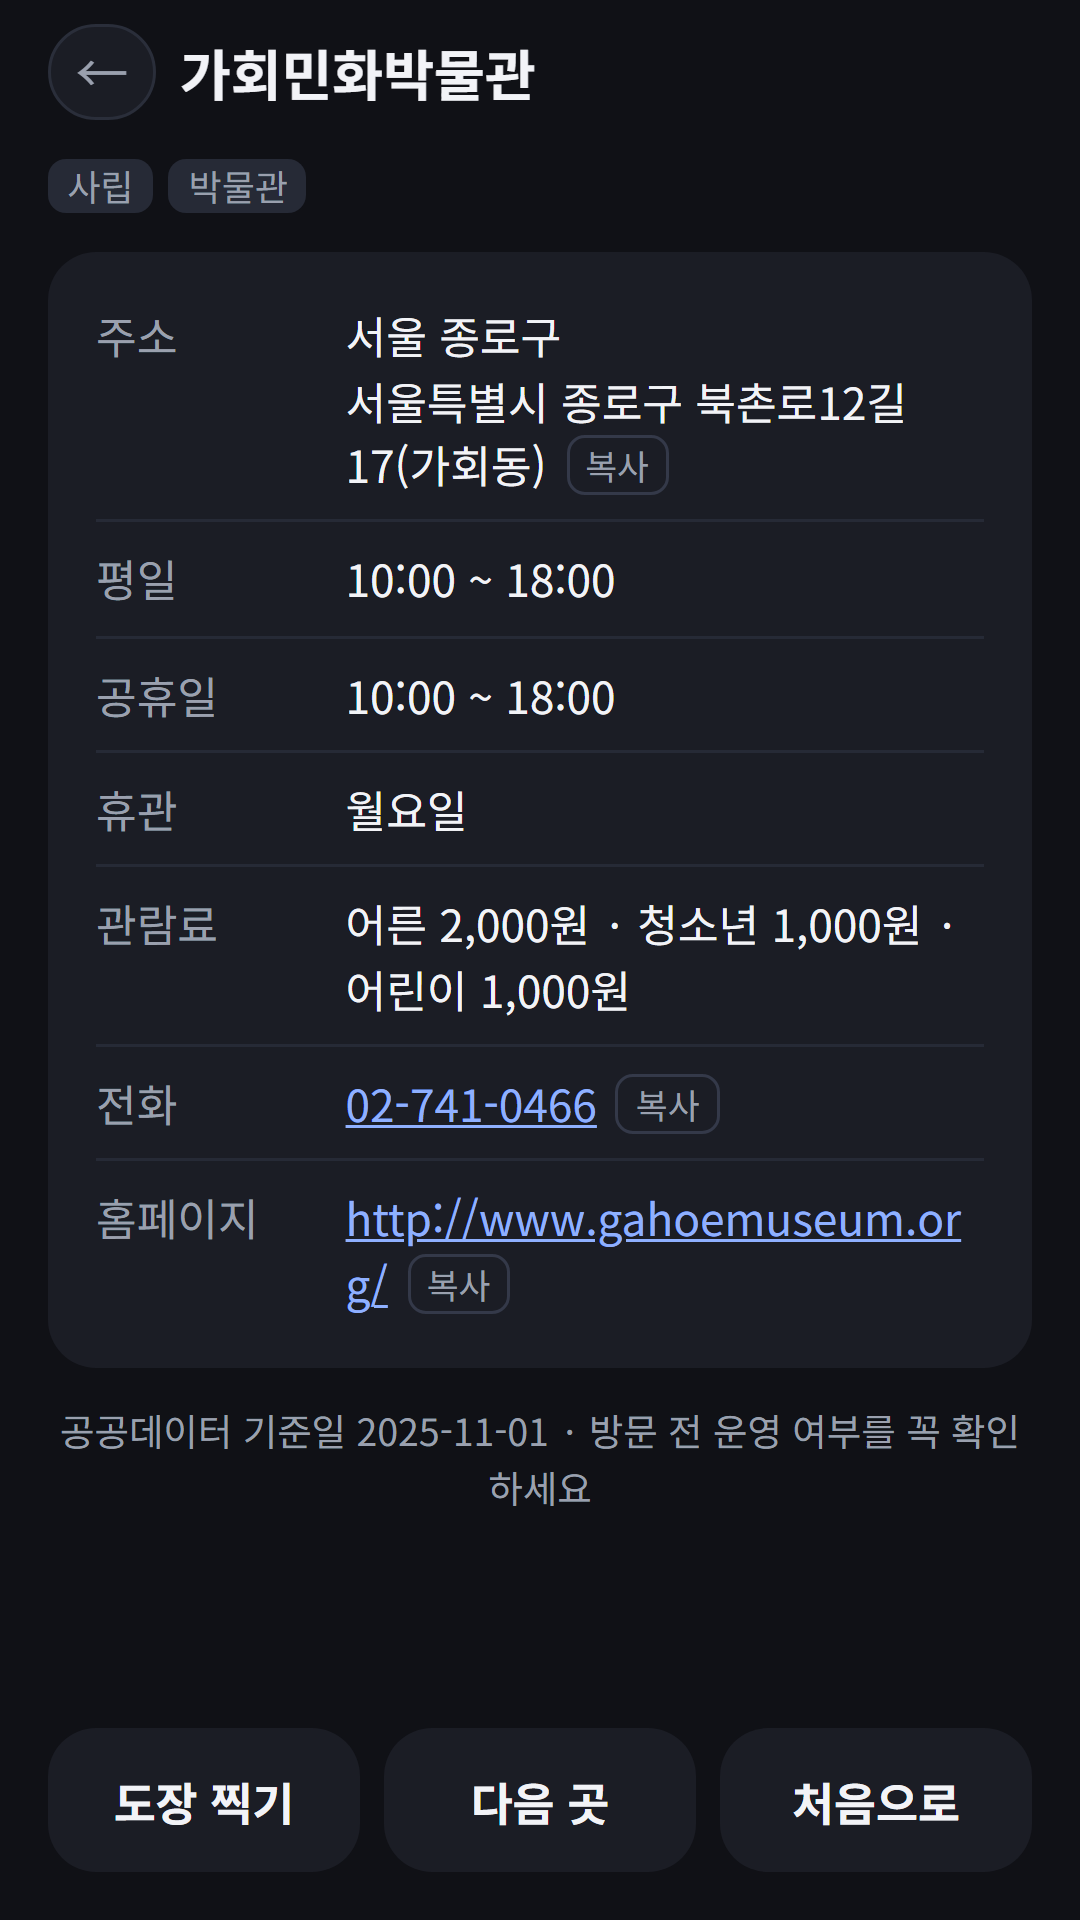 ← 가회민화박물관
사립 박물관
주소 서울 종로구
서울특별시 종로구 북촌로12길
17(가회동) 복사
평일 10:00 ~ 18:00
공휴일 10:00 ~ 18:00
휴관 월요일
관람료 어른 2,000원 · 청소년 1,000원 ·
어린이 1,000원
전화 02-741-0466 복사
홈페이지 http://www.gahoemuseum.or
g/ 복사
공공데이터 기준일 2025-11-01 · 방문 전 운영 여부를 꼭 확인
하세요
도장 찍기 다음 곳 처음으로